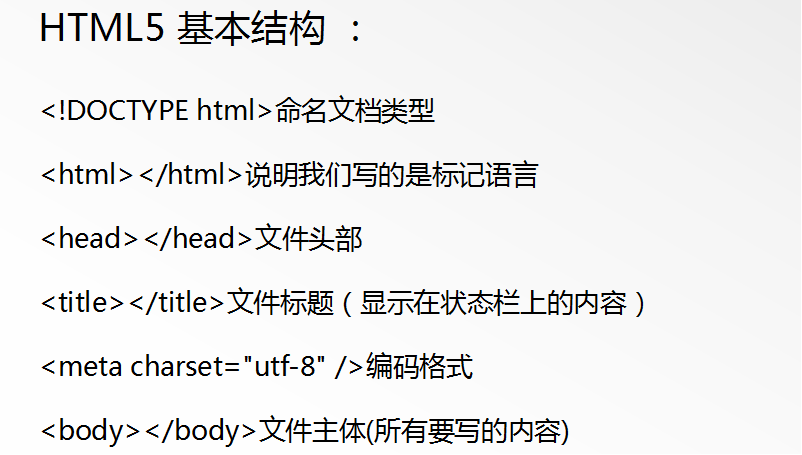 HTML5 基本结构 ：
<!DOCTYPE html>命名文档类型
<html></html>说明我们写的是标记语言
<head></head>文件头部
<title></title>文件标题（显示在状态栏上的内容）
<meta charset="utf-8" />编码格式
<body></body>文件主体(所有要写的内容)